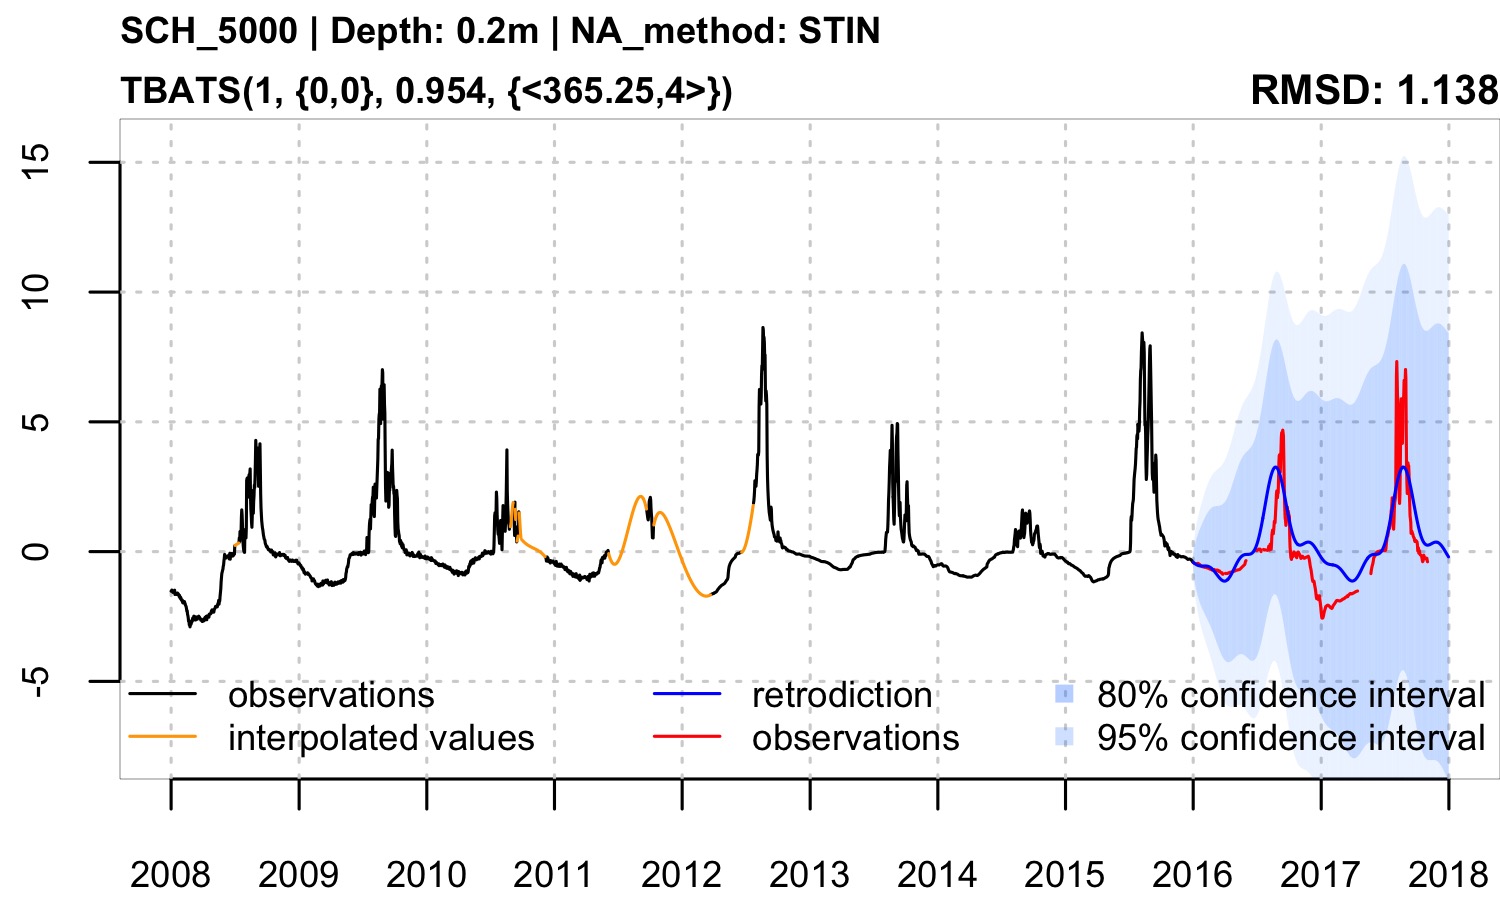 SCH_5000 | Depth: 0.2m | NA_method: STIN
TBATS(1, {0,0}, 0.954, {<365.25,4>})
RMSD: 1.138
15
10
5
0
-5
observations
retrodiction
80% confidence interval
interpolated values
observations
95% confidence interval
2008 2009 2010 2011 2012 2013 2014 2015 2016 2017 2018